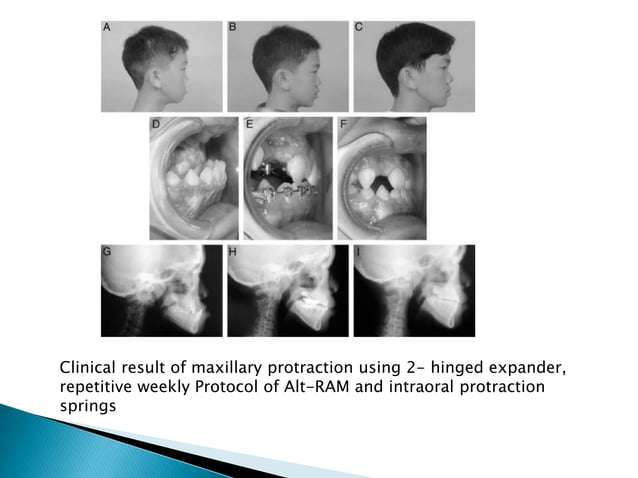 A B C
D E F
G H I
Clinical result of maxillary protraction using 2- hinged expander,
repetitive weekly Protocol of Alt-RAM and intraoral protraction
springs